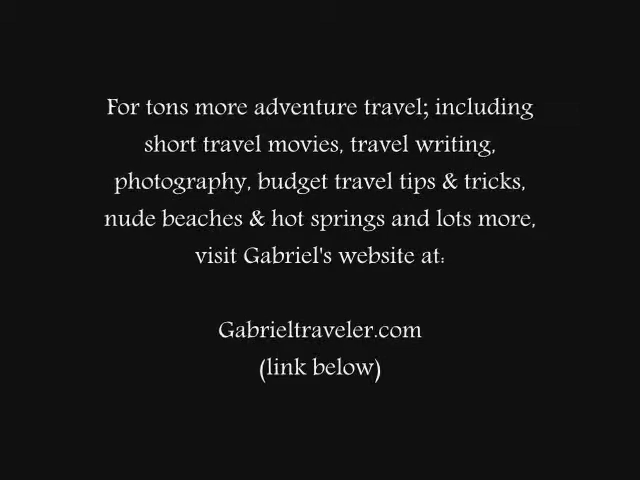 For tons more adventure travel; including
short travel movies, travel writing,
photography, budget travel tips & tricks,
nude beaches & hot springs and lots more,
visit Gabriel's website at:
Gabrieltraveler.com
(link below)